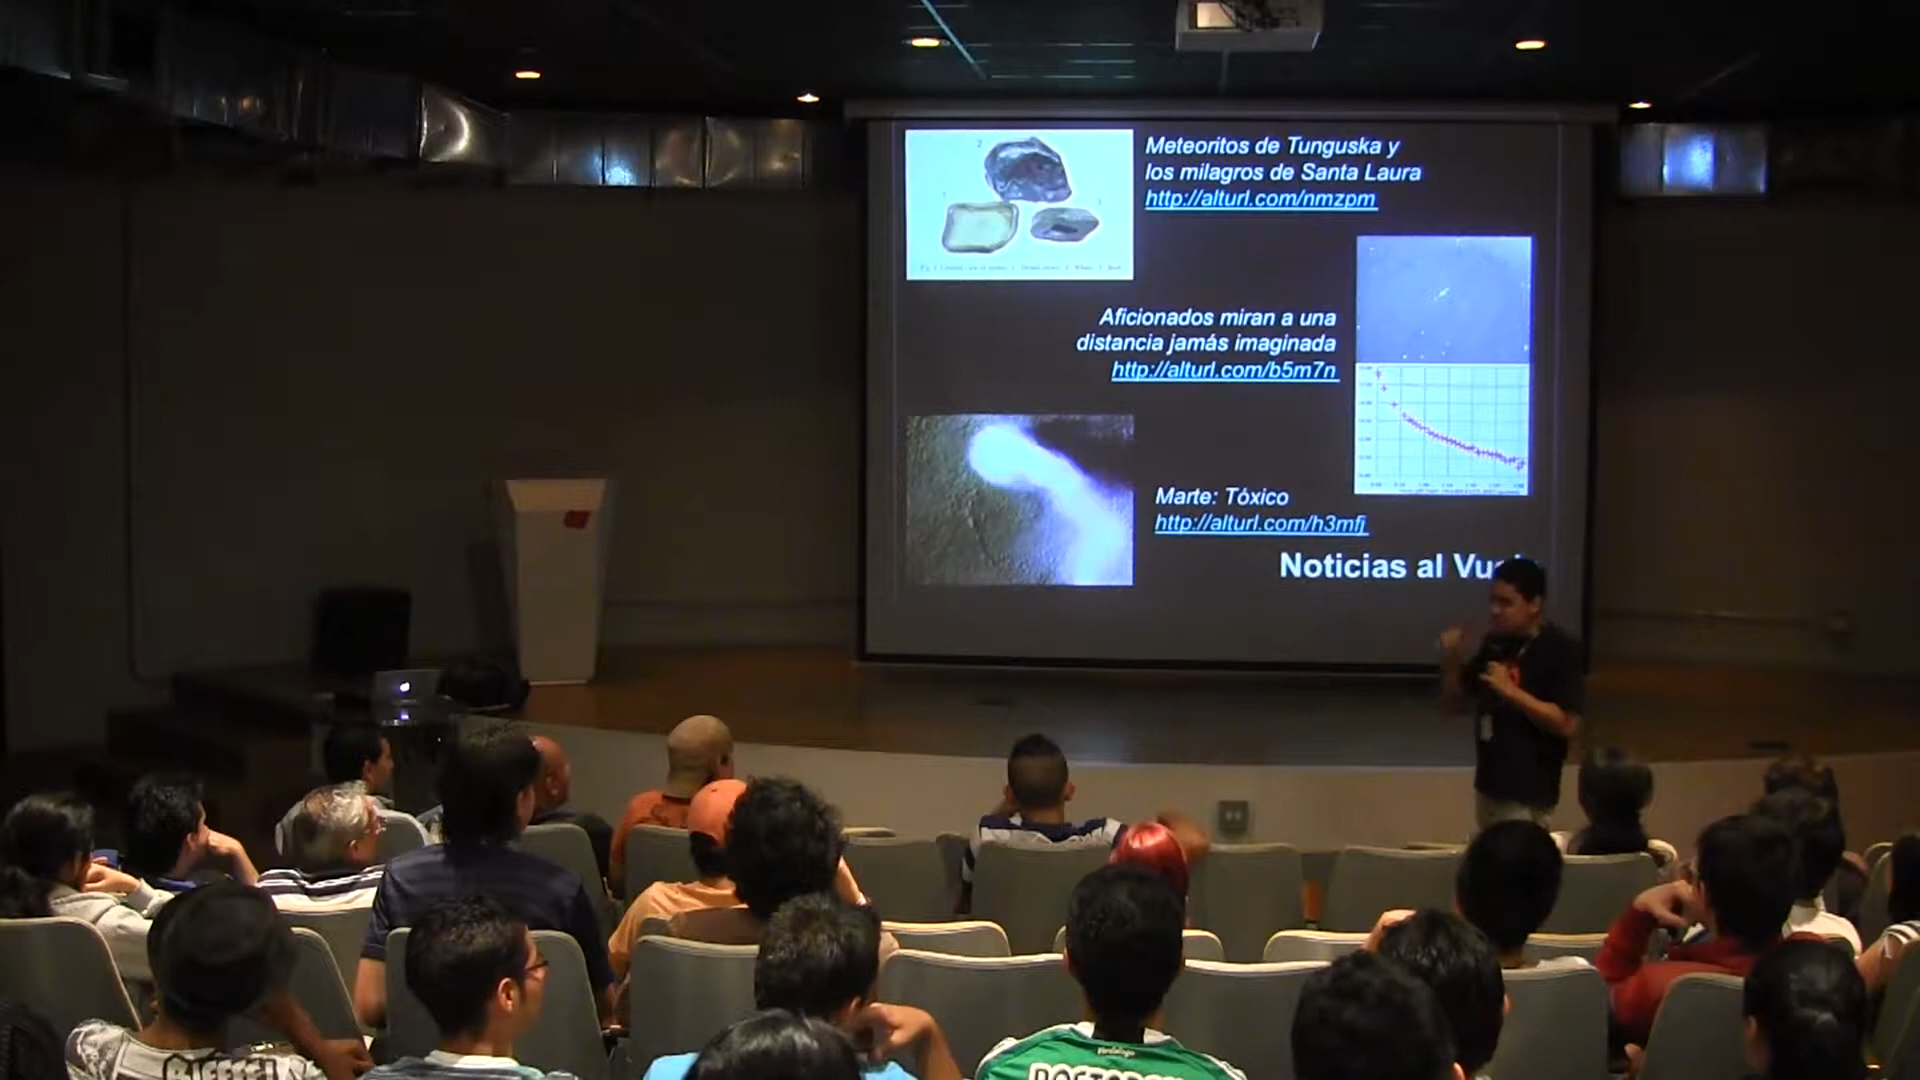 Meteoritos de Tunguska y
los milagros de Santa Laura
http://alturl.com/nmzpm
Aficionados miran a una
distancia jamás imaginada
http://alturl.com/b5m7n
Marte: Tóxico
http://alturl.com/h3mfj
Noticias al